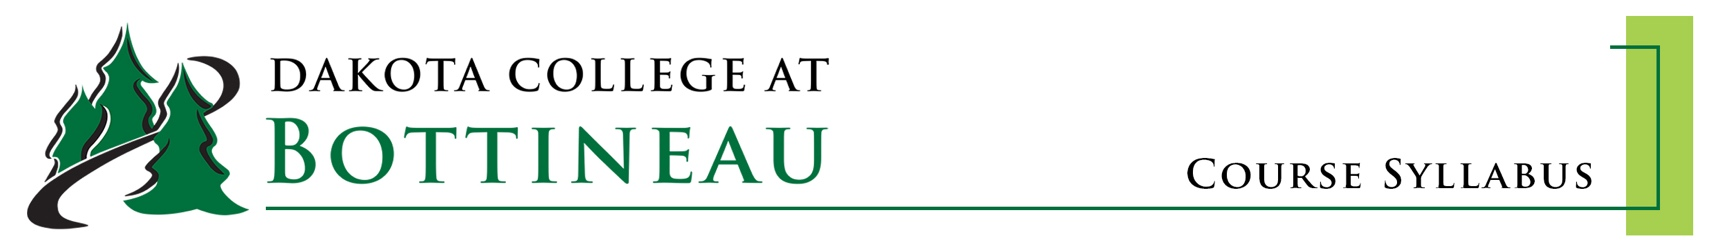 DAKOTA COLLEGE AT
BOTTINEAU
COURSE SYLLABUS